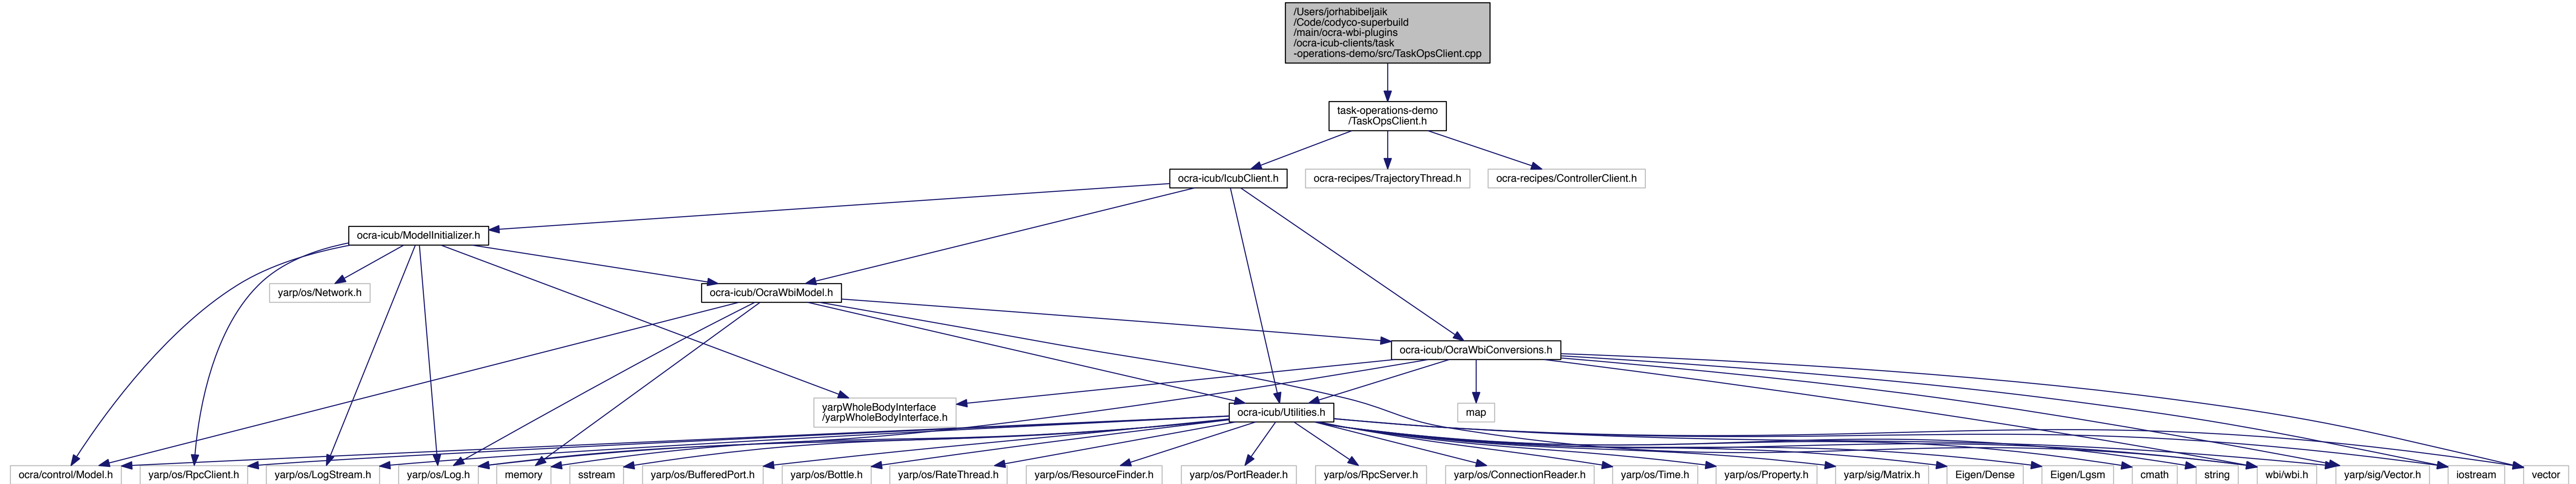 /Users/jorhabibeljaik
/Code/codyco-superbuild
/main/ocra-wbi-plugins
/ocra-icub-clients/task
-operations-demo/src/TaskOpsClient.cpp
task-operations-demo
/TaskOpsClient.h
ocra-icub/IcubClient.h
ocra-recipes/TrajectoryThread.h
ocra-recipes/ControllerClient.h
ocra-icub/ModelInitializer.h
yarp/os/Network.h
ocra-icub/OcraWbiModel.h
ocra-icub/OcraWbiConversions.h
yarpWholeBodyInterface
/yarpWholeBodyInterface.h
ocra-icub/Utilities.h
map
ocra/control/Model.h
yarp/os/RpcClient.h
yarp/os/LogStream.h
yarp/os/Log.h
memory
sstream
yarp/os/BufferedPort.h
yarp/os/Bottle.h
yarp/os/RateThread.h
yarp/os/ResourceFinder.h
yarp/os/PortReader.h
yarp/os/RpcServer.h
yarp/os/ConnectionReader.h
yarp/os/Time.h
yarp/os/Property.h
yarp/sig/Matrix.h
Eigen/Dense
Eigen/Lgsm
cmath
string
wbi/wbi.h
yarp/sig/Vector.h
iostream
vector